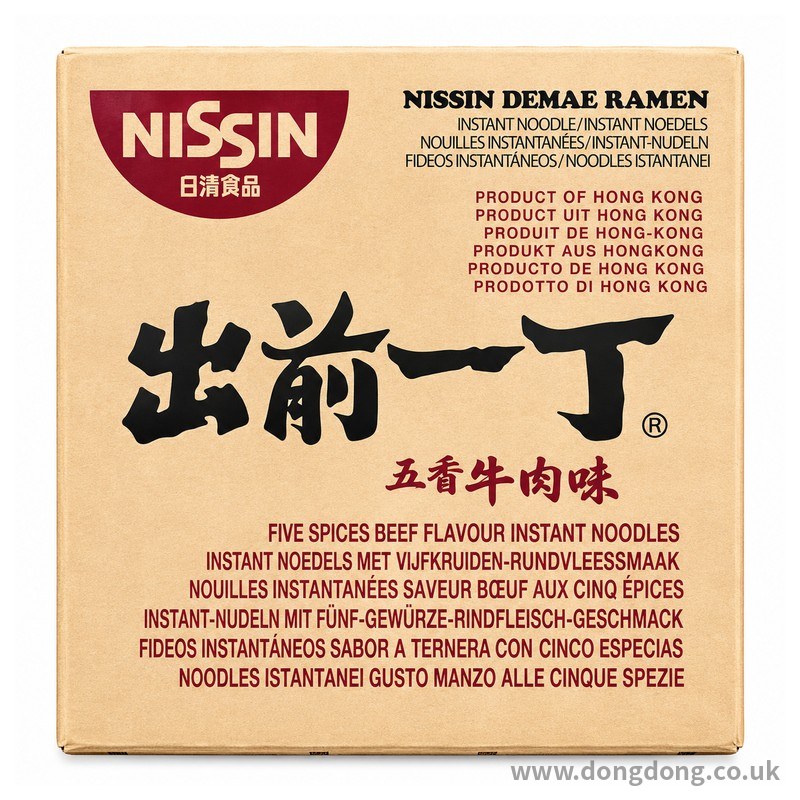 NISSIN
日清食品
NISSIN DEMAE RAMEN
INSTANT NOODLE/INSTANT NOEDELS
NOUILLES INSTANTANÉES/INSTANT-NUDELN
FIDEOS INSTANTÁNEOS/NOODLES ISTANTANEI
PRODUCT OF HONG KONG
PRODUCT UIT HONG KONG
PRODUIT DE HONG-KONG
PRODUKT AUS HONGKONG
PRODUCTO DE HONG KONG
PRODOTTO DI HONG KONG
出前一丁®
五香牛肉味
FIVE SPICES BEEF FLAVOUR INSTANT NOODLES
INSTANT NOEDELS MET VIJFKRUIDEN-RUNDVLEESSMAAK
NOUILLES INSTANTANÉES SAVEUR BŒUF AUX CINQ ÉPICES
INSTANT-NUDELN MIT FÜNF-GEWÜRZE-RINDFLEISCH-GESCHMACK
FIDEOS INSTANTÁNEOS SABOR A TERNERA CON CINCO ESPECIAS
NOODLES ISTANTANEI GUSTO MANZO ALLE CINQUE SPEZIE
www.dongdong.co.uk